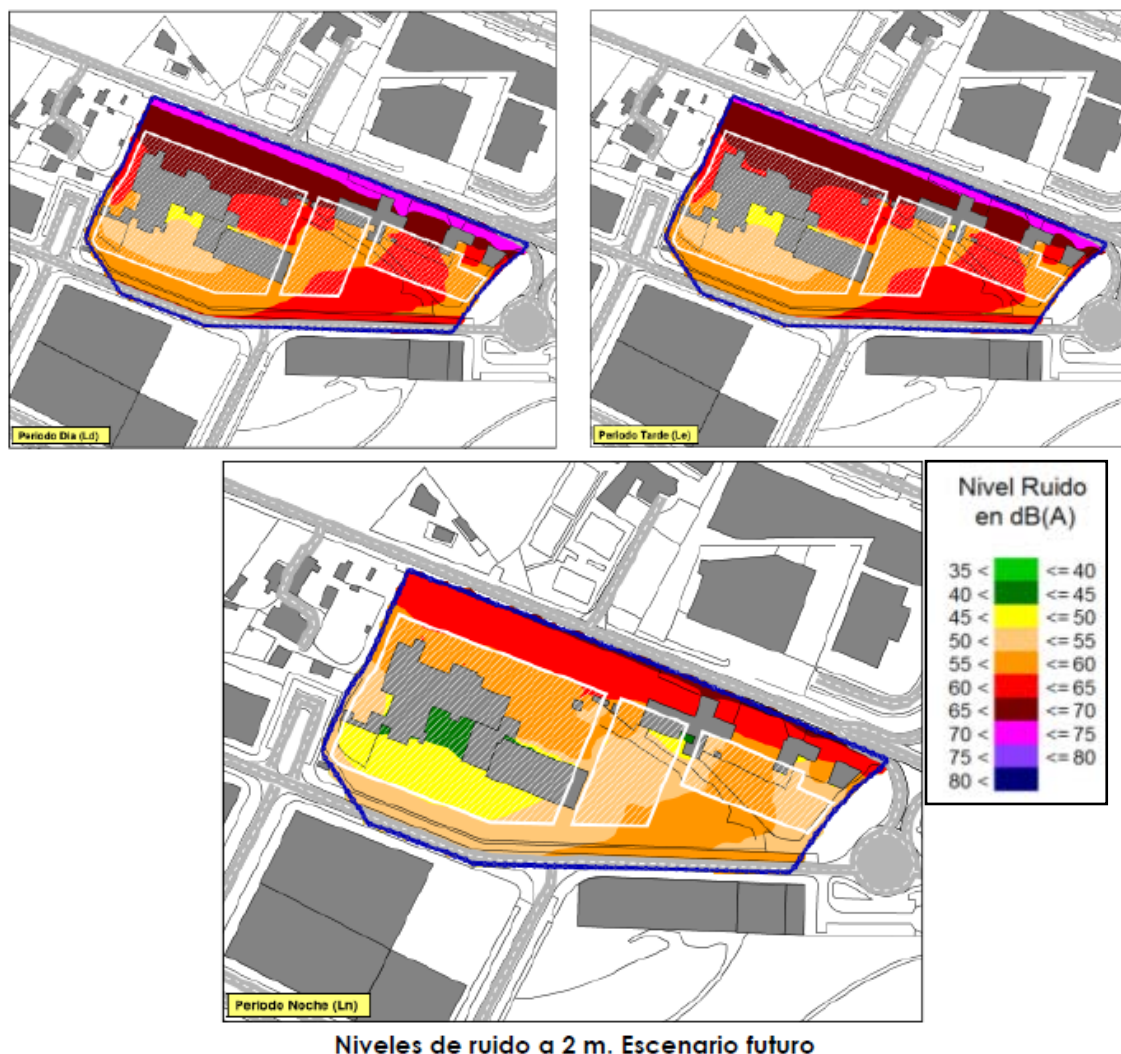 Periodo Dia (Ld)
Periodo Tarde (Le)
Nivel Ruido
en dB(A)
35 < <= 40
40 < <= 45
45 < <= 50
50 < <= 55
55 < <= 60
60 < <= 65
65 < <= 70
70 < <= 75
75 < <= 80
80 <
Periodo Noche (Ln)
Niveles de ruido a 2 m. Escenario futuro